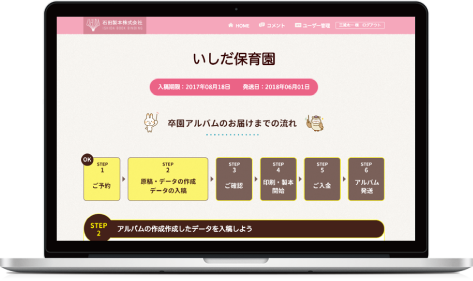 石田製本株式会社
HOME
コメント
ユーザー管理
いしだ保育園
入稿期限：2017年08月18日 発送日：2018年06月01日
卒園アルバムのお届けまでの流れ
OK
STEP
1
ご予約
STEP
2
原稿・データの作成
データの入稿
STEP
3
ご確認
STEP
4
印刷・製本
開始
STEP
5
ご入金
STEP
6
アルバム
発送
STEP
2
アルバムの作成作成したデータを入稿しよう